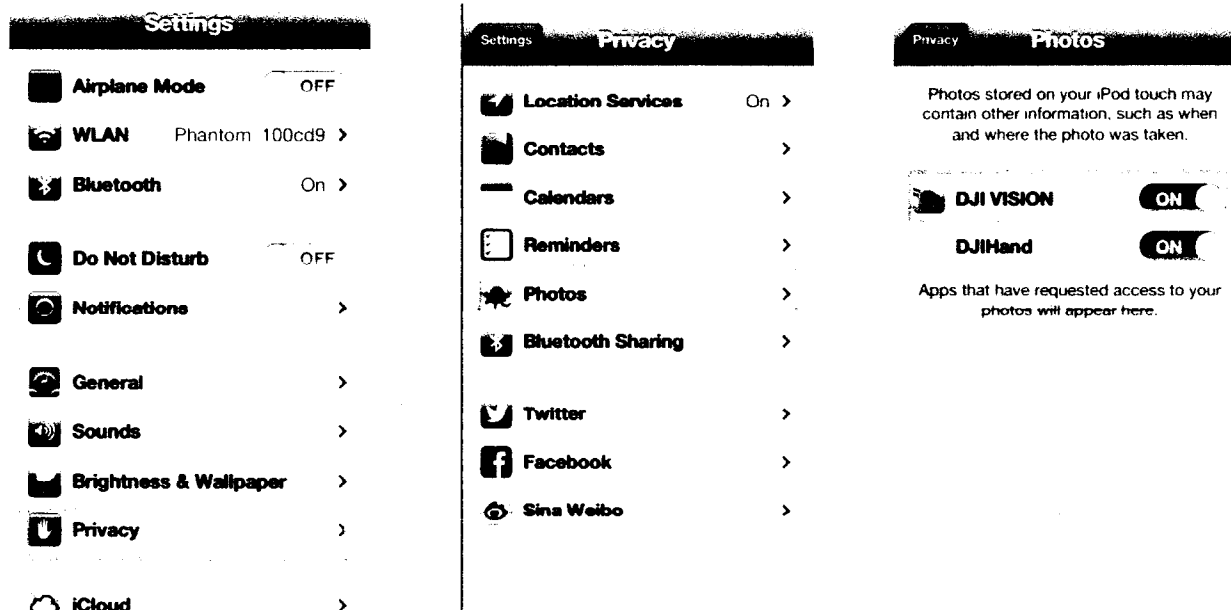 Settings
Airplane Mode OFF
WLAN Phantom 100cd9
Bluetooth On
Do Not Disturb OFF
Notifications
General
Sounds
Brightness & Wallpaper
Privacy
iCloud
Settings Privacy
Location Services On
Contacts
Calendars
Reminders
Photos
Bluetooth Sharing
Twitter
Facebook
Sina Weibo
Privacy Photos
Photos stored on your iPod touch may
contain other information, such as when
and where the photo was taken.
DJI VISION ON
DJIHand ON
Apps that have requested access to your
photos will appear here.